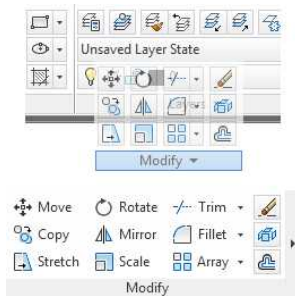 Unsaved Layer State
Modify
Move Rotate Trim
Copy Mirror Fillet
Stretch Scale Array
Modify